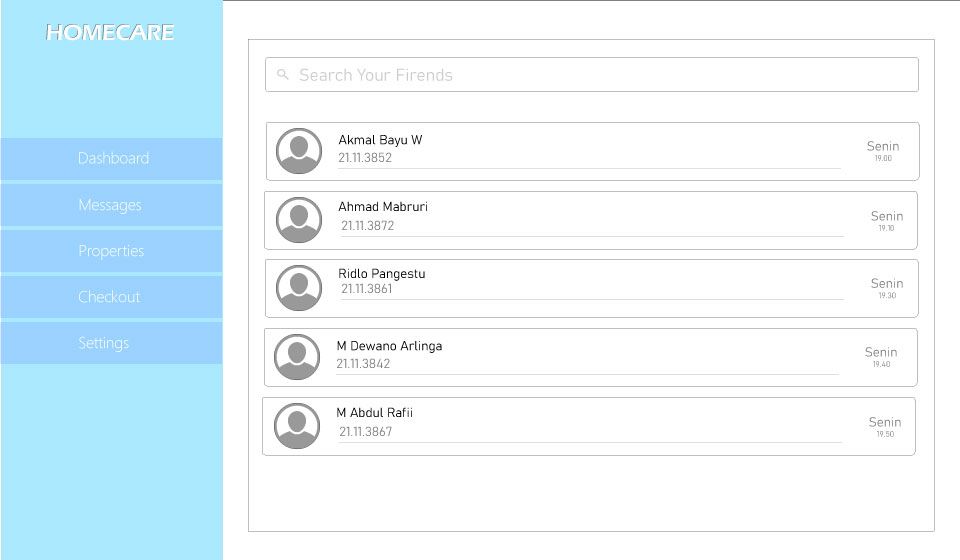 HOMECARE
Dashboard
Messages
Properties
Checkout
Settings
Search Your Firends
Akmal Bayu W
21.11.3852
Senin
19.00
Ahmad Mabruri
21.11.3872
Senin
19.10
Ridlo Pangestu
21.11.3861
Senin
19.30
M Dewano Arlinga
21.11.3842
Senin
19.40
M Abdul Rafii
21.11.3867
Senin
19.50